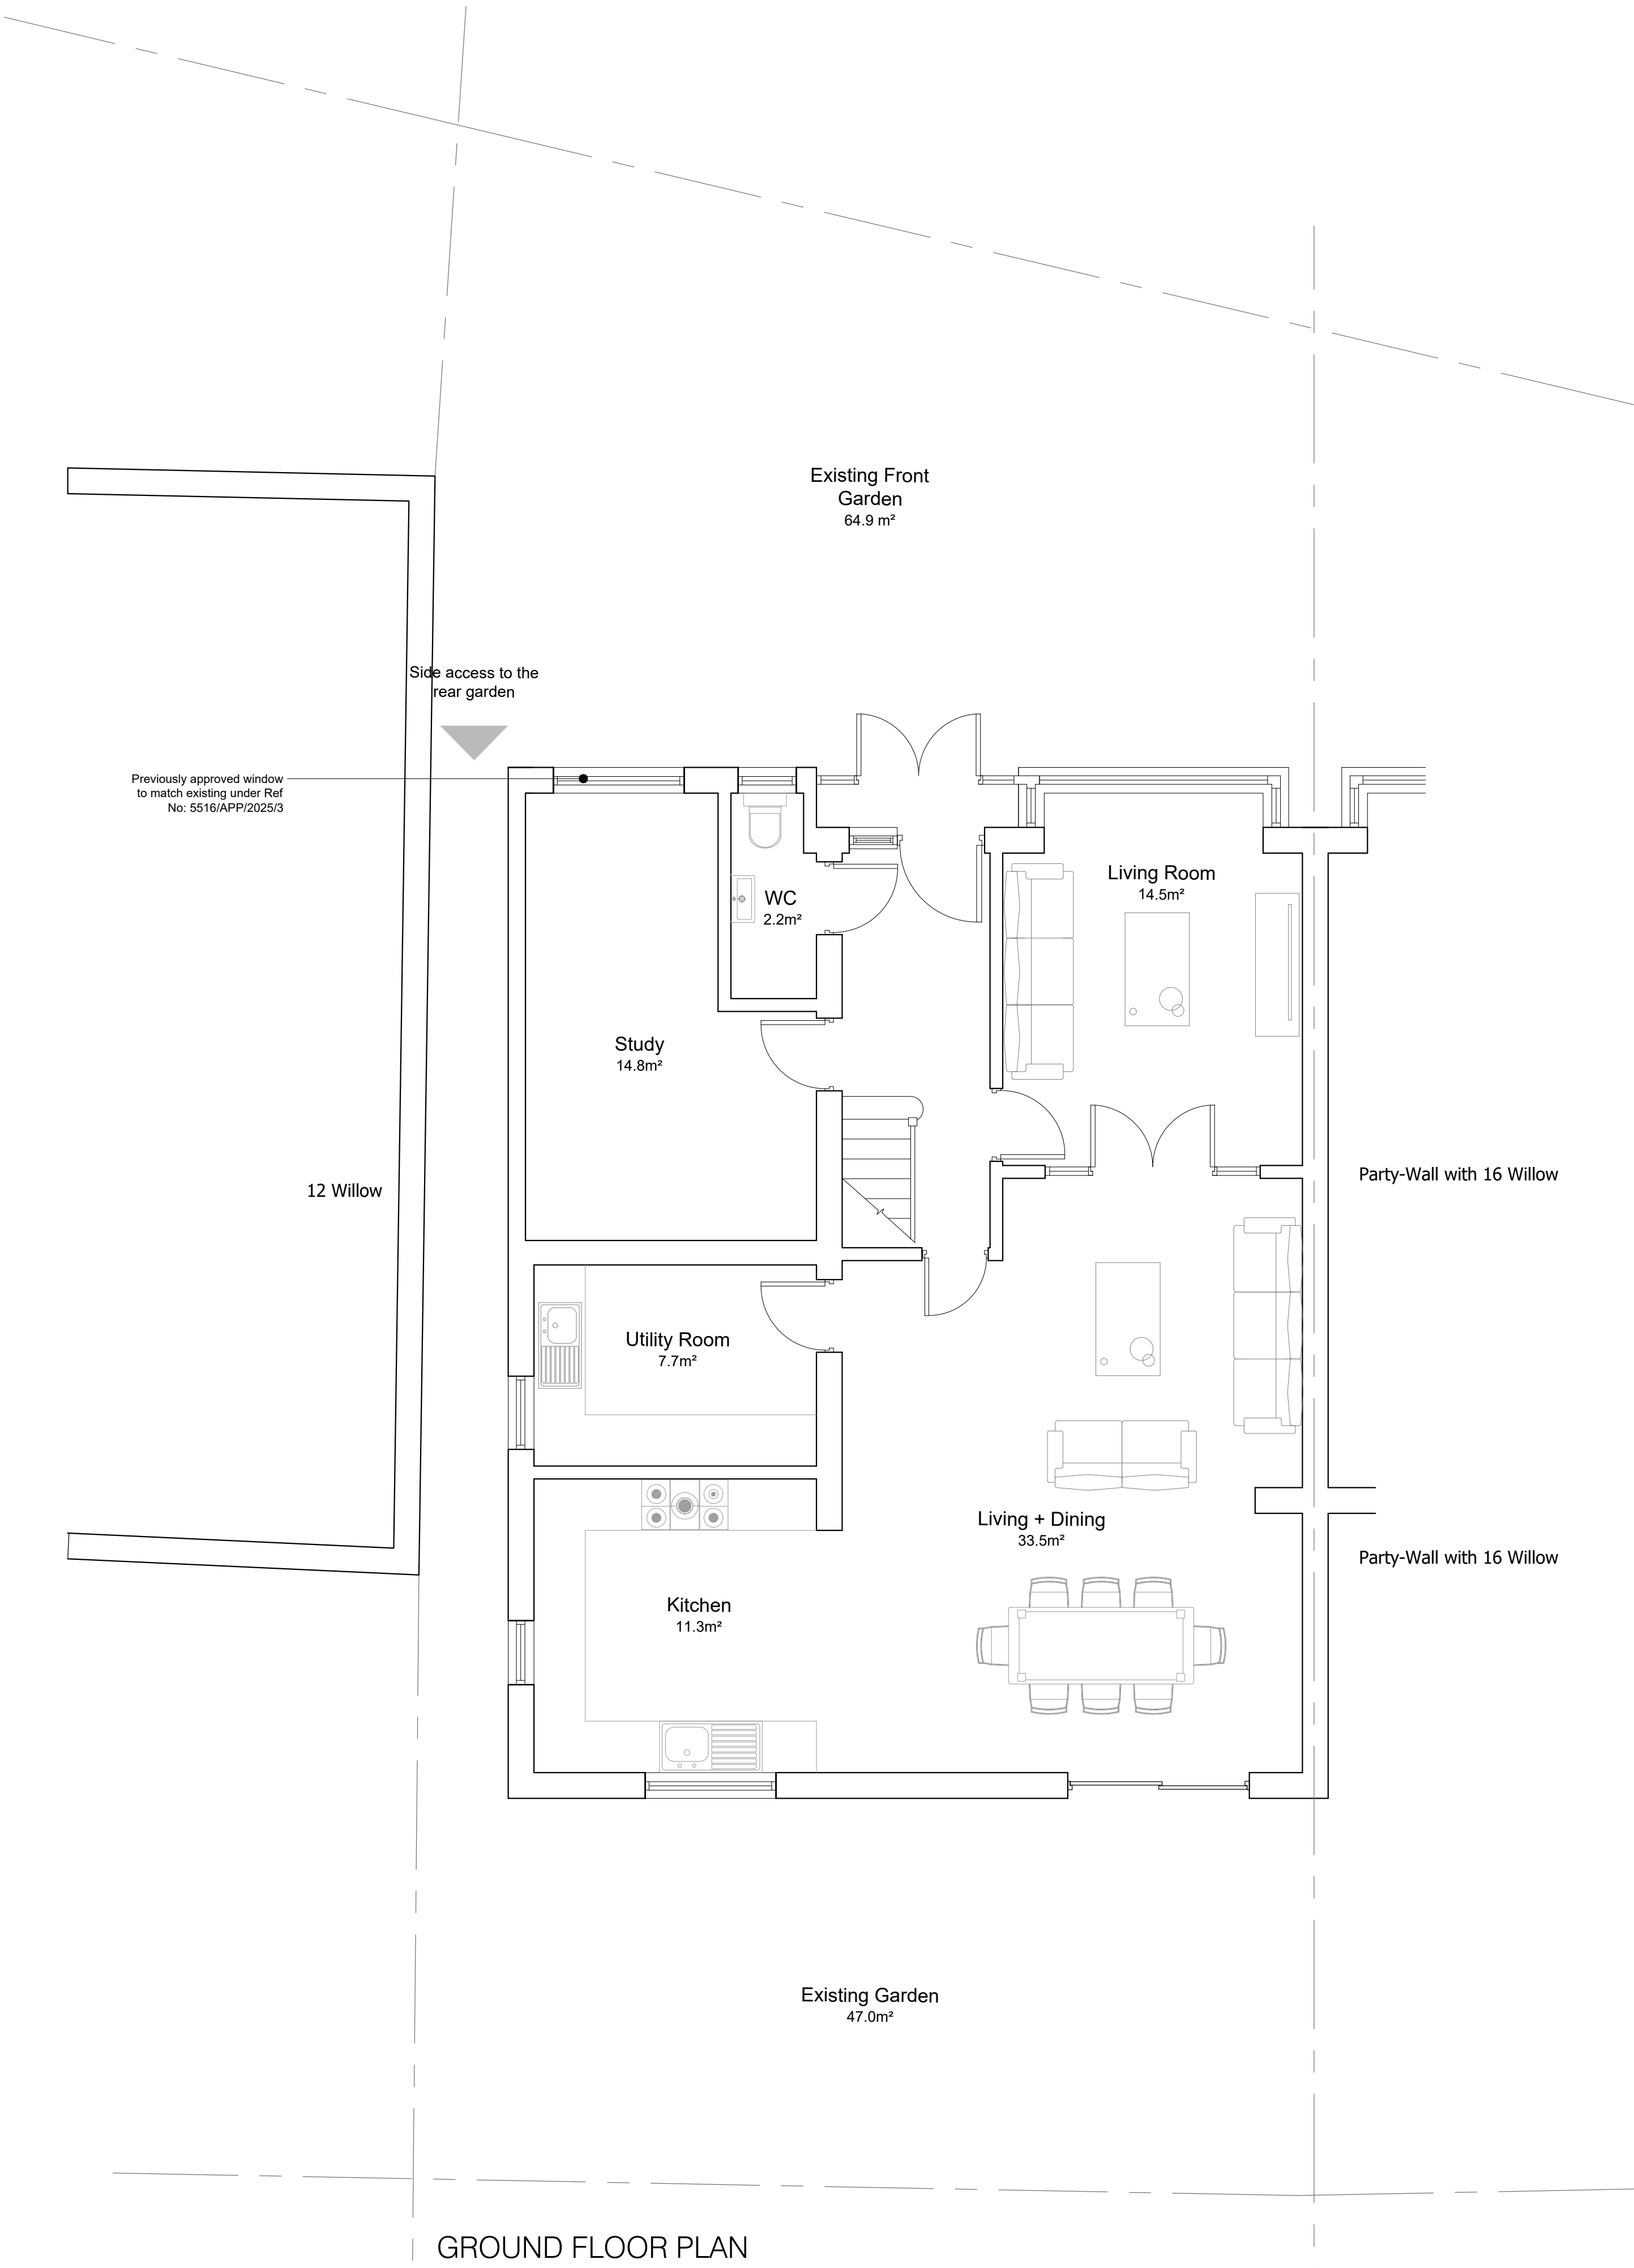 Existing Front
Garden
64.9 m²
Side access to the
rear garden
Previously approved window
to match existing under Ref
No: 5516/APP/2025/3
Living Room
14.5m²
WC
2.2m²
Study
14.8m²
12 Willow
Party-Wall with 16 Willow
Utility Room
7.7m²
Living + Dining
33.5m²
Party-Wall with 16 Willow
Kitchen
11.3m²
Existing Garden
47.0m²
GROUND FLOOR PLAN